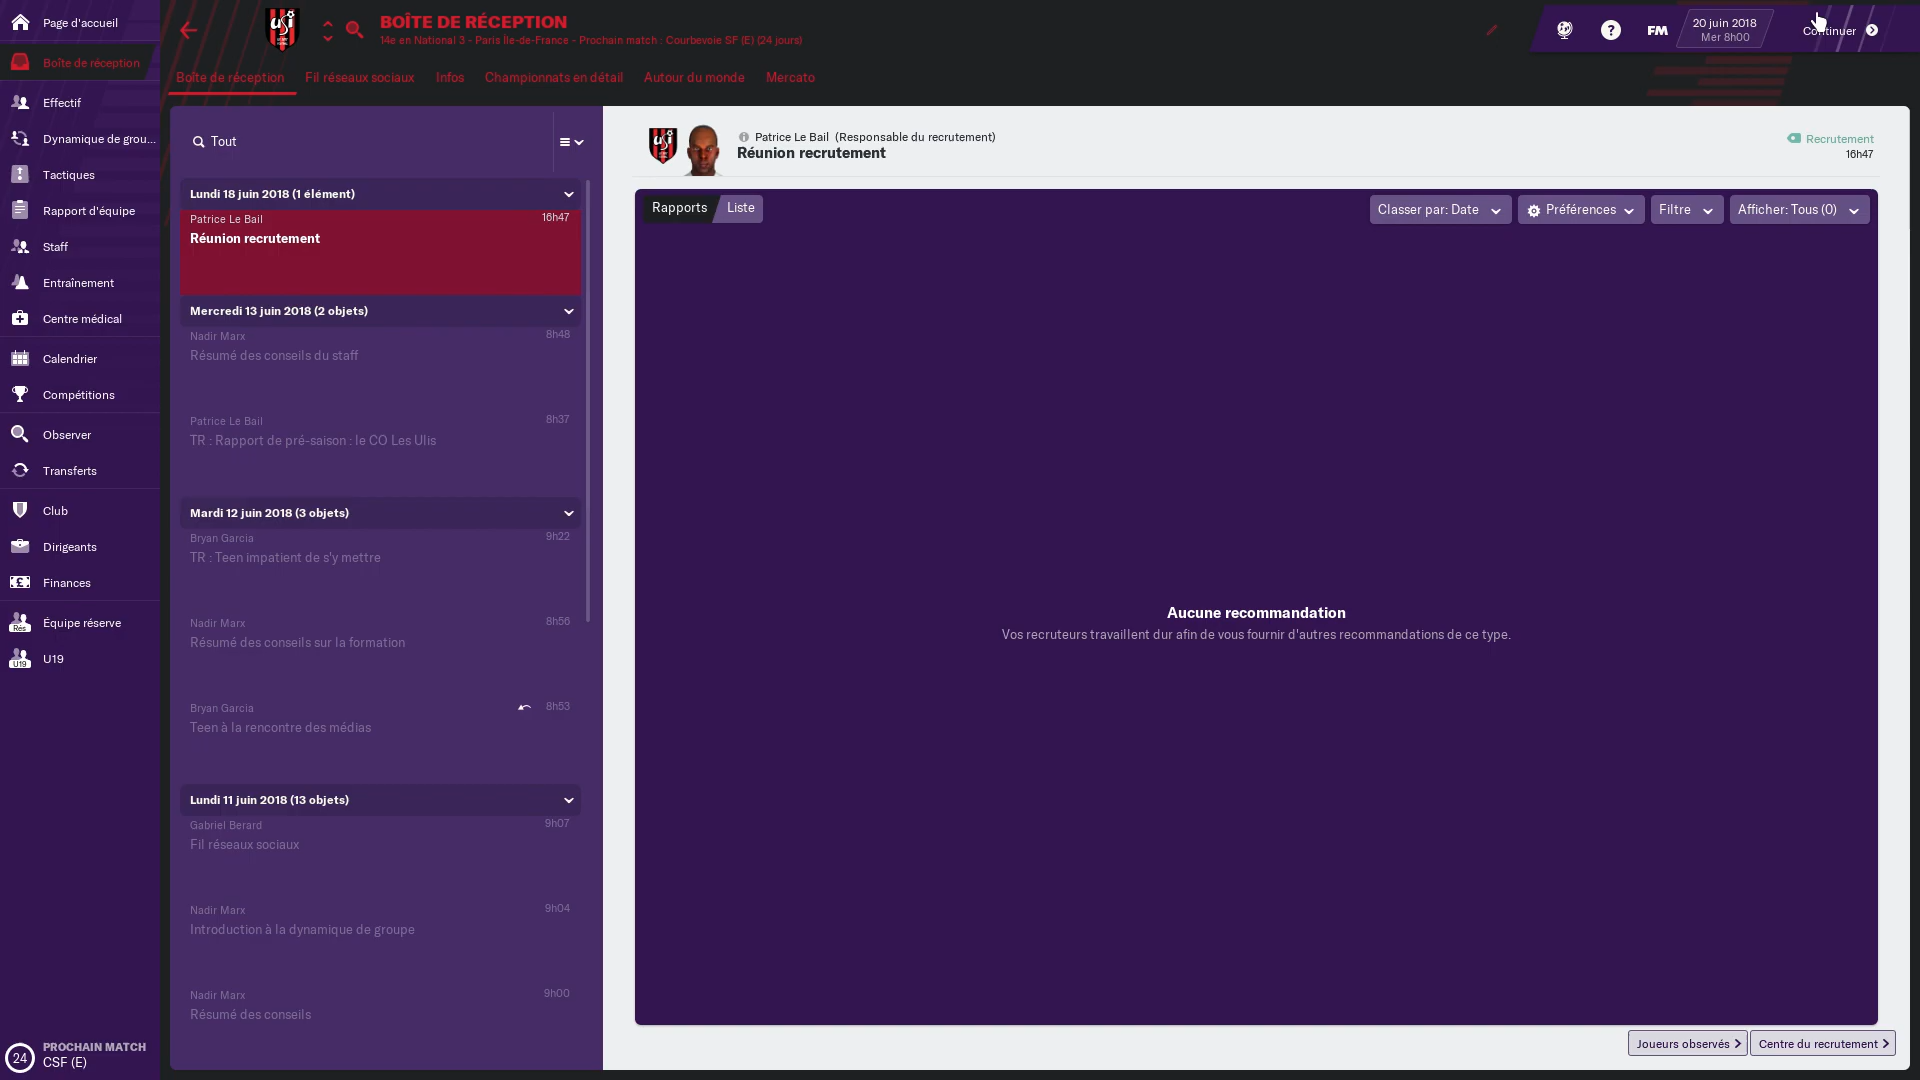 Page d'accueil
Boîte de réception
Effectif
Dynamique de grou...
Tactiques
Rapport d'équipe
Staff
Entraînement
Centre médical
Calendrier
Compétitions
Observer
Transferts
Club
Dirigeants
Finances
Rés
Équipe réserve
U19
U19
24
PROCHAIN MATCH
CSF (E)
BOÎTE DE RÉCEPTION
14e en National 3 - Paris Île-de-France - Prochain match : Courbevoie SF (E) (24 jours)
?
FM
20 juin 2018
Mer 8h00
Continuer
Boîte de réception
Fil réseaux sociaux
Infos
Championnats en détail
Autour du monde
Mercato
Tout
Lundi 18 juin 2018 (1 élément)
Patrice Le Bail 16h47
Réunion recrutement
Mercredi 13 juin 2018 (2 objets)
Nadir Marx 8h48
Résumé des conseils du staff
Patrice Le Bail 8h37
TR : Rapport de pré-saison : le CO Les Ulis
Mardi 12 juin 2018 (3 objets)
Bryan Garcia 9h22
TR : Teen impatient de s'y mettre
Nadir Marx 8h56
Résumé des conseils sur la formation
Bryan Garcia 8h53
Teen à la rencontre des médias
Lundi 11 juin 2018 (13 objets)
Gabriel Berard 9h07
Fil réseaux sociaux
Nadir Marx 9h04
Introduction à la dynamique de groupe
Nadir Marx 9h00
Résumé des conseils
Patrice Le Bail (Responsable du recrutement)
Réunion recrutement
Recrutement
16h47
Rapports
Liste
Classer par: Date
Préférences
Filtre
Afficher: Tous (0)
Aucune recommandation
Vos recruteurs travaillent dur afin de vous fournir d'autres recommandations de ce type.
Joueurs observés
Centre du recrutement